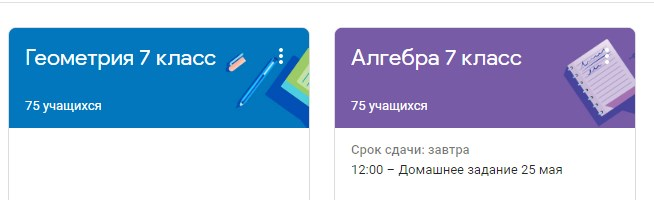 Геометрия 7 класс
75 учащихся
Алгебра 7 класс
75 учащихся
Срок сдачи: завтра
12:00 – Домашнее задание 25 мая